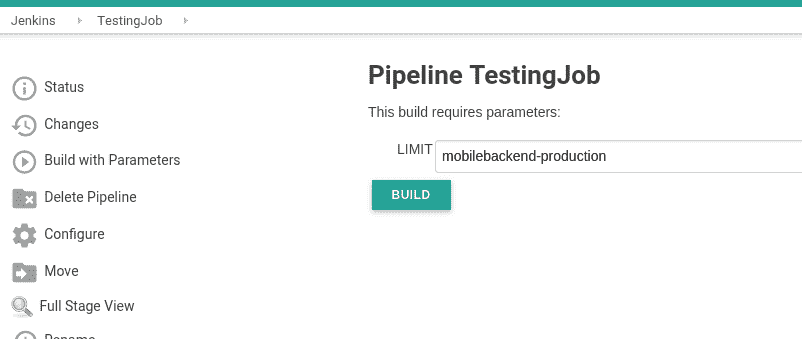 Jenkins TestingJob
Status
Changes
Build with Parameters
Delete Pipeline
Configure
Move
Full Stage View
Rename
Pipeline TestingJob
This build requires parameters:
LIMIT mobilebackend-production
BUILD